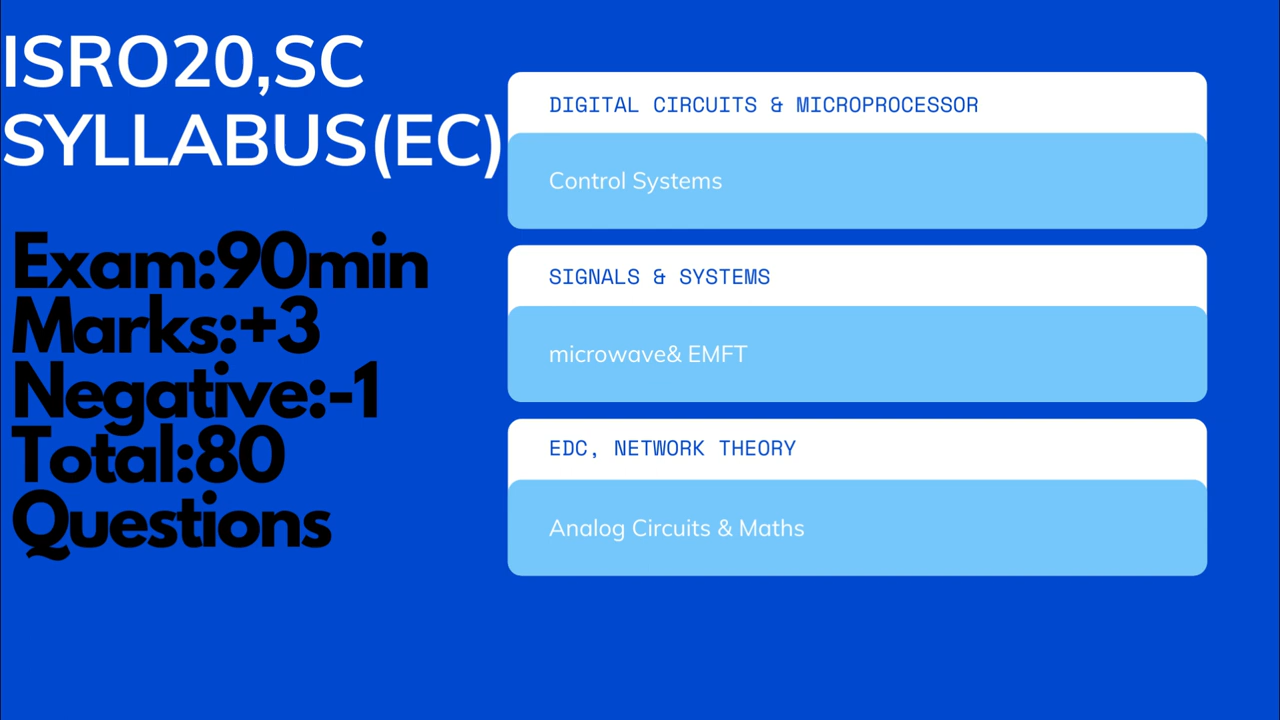 ISRO20,SC
SYLLABUS(EC)
Exam:90min
Marks:+3
Negative:-1
Total:80
Questions
DIGITAL CIRCUITS & MICROPROCESSOR
Control Systems
SIGNALS & SYSTEMS
microwave& EMFT
EDC, NETWORK THEORY
Analog Circuits & Maths